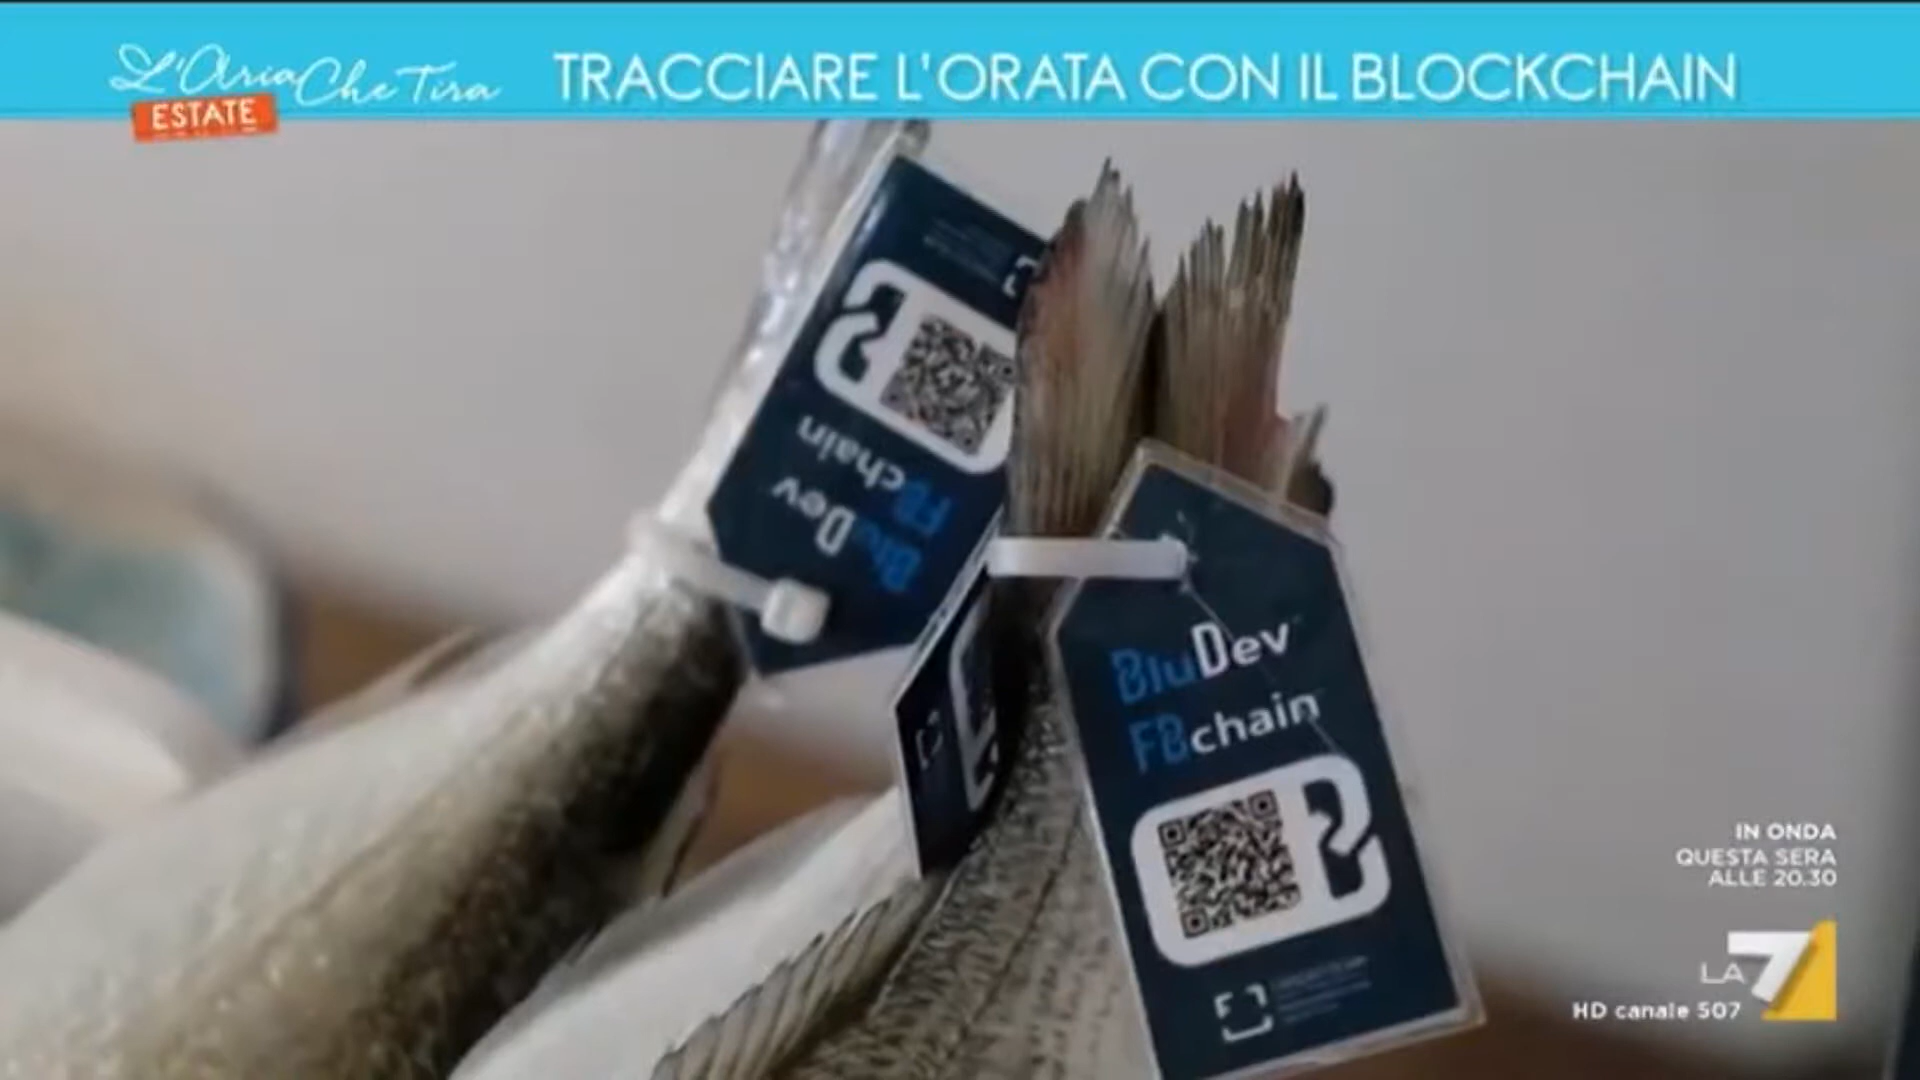 L'Aria Che Tira
ESTATE
TRACCIARE L'ORATA CON IL BLOCKCHAIN
BluDev
FBchain
BluDev
FBchain
IN ONDA
QUESTA SERA
ALLE 20.30
LA7
HD canale 507